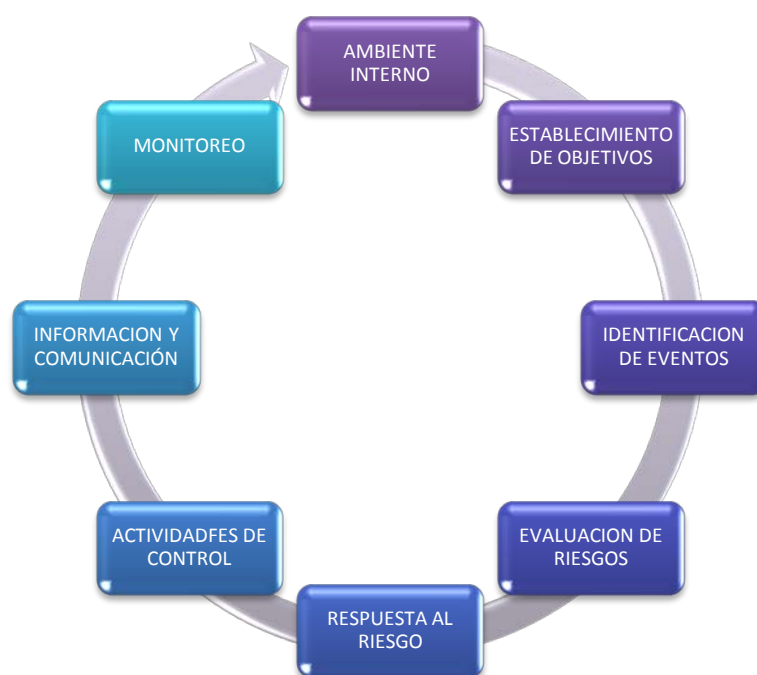 AMBIENTE
INTERNO
ESTABLECIMIENTO
DE OBJETIVOS
IDENTIFICACION
DE EVENTOS
EVALUACION DE
RIESGOS
RESPUESTA AL
RIESGO
ACTIVIDADFES DE
CONTROL
INFORMACION Y
COMUNICACIÓN
MONITOREO